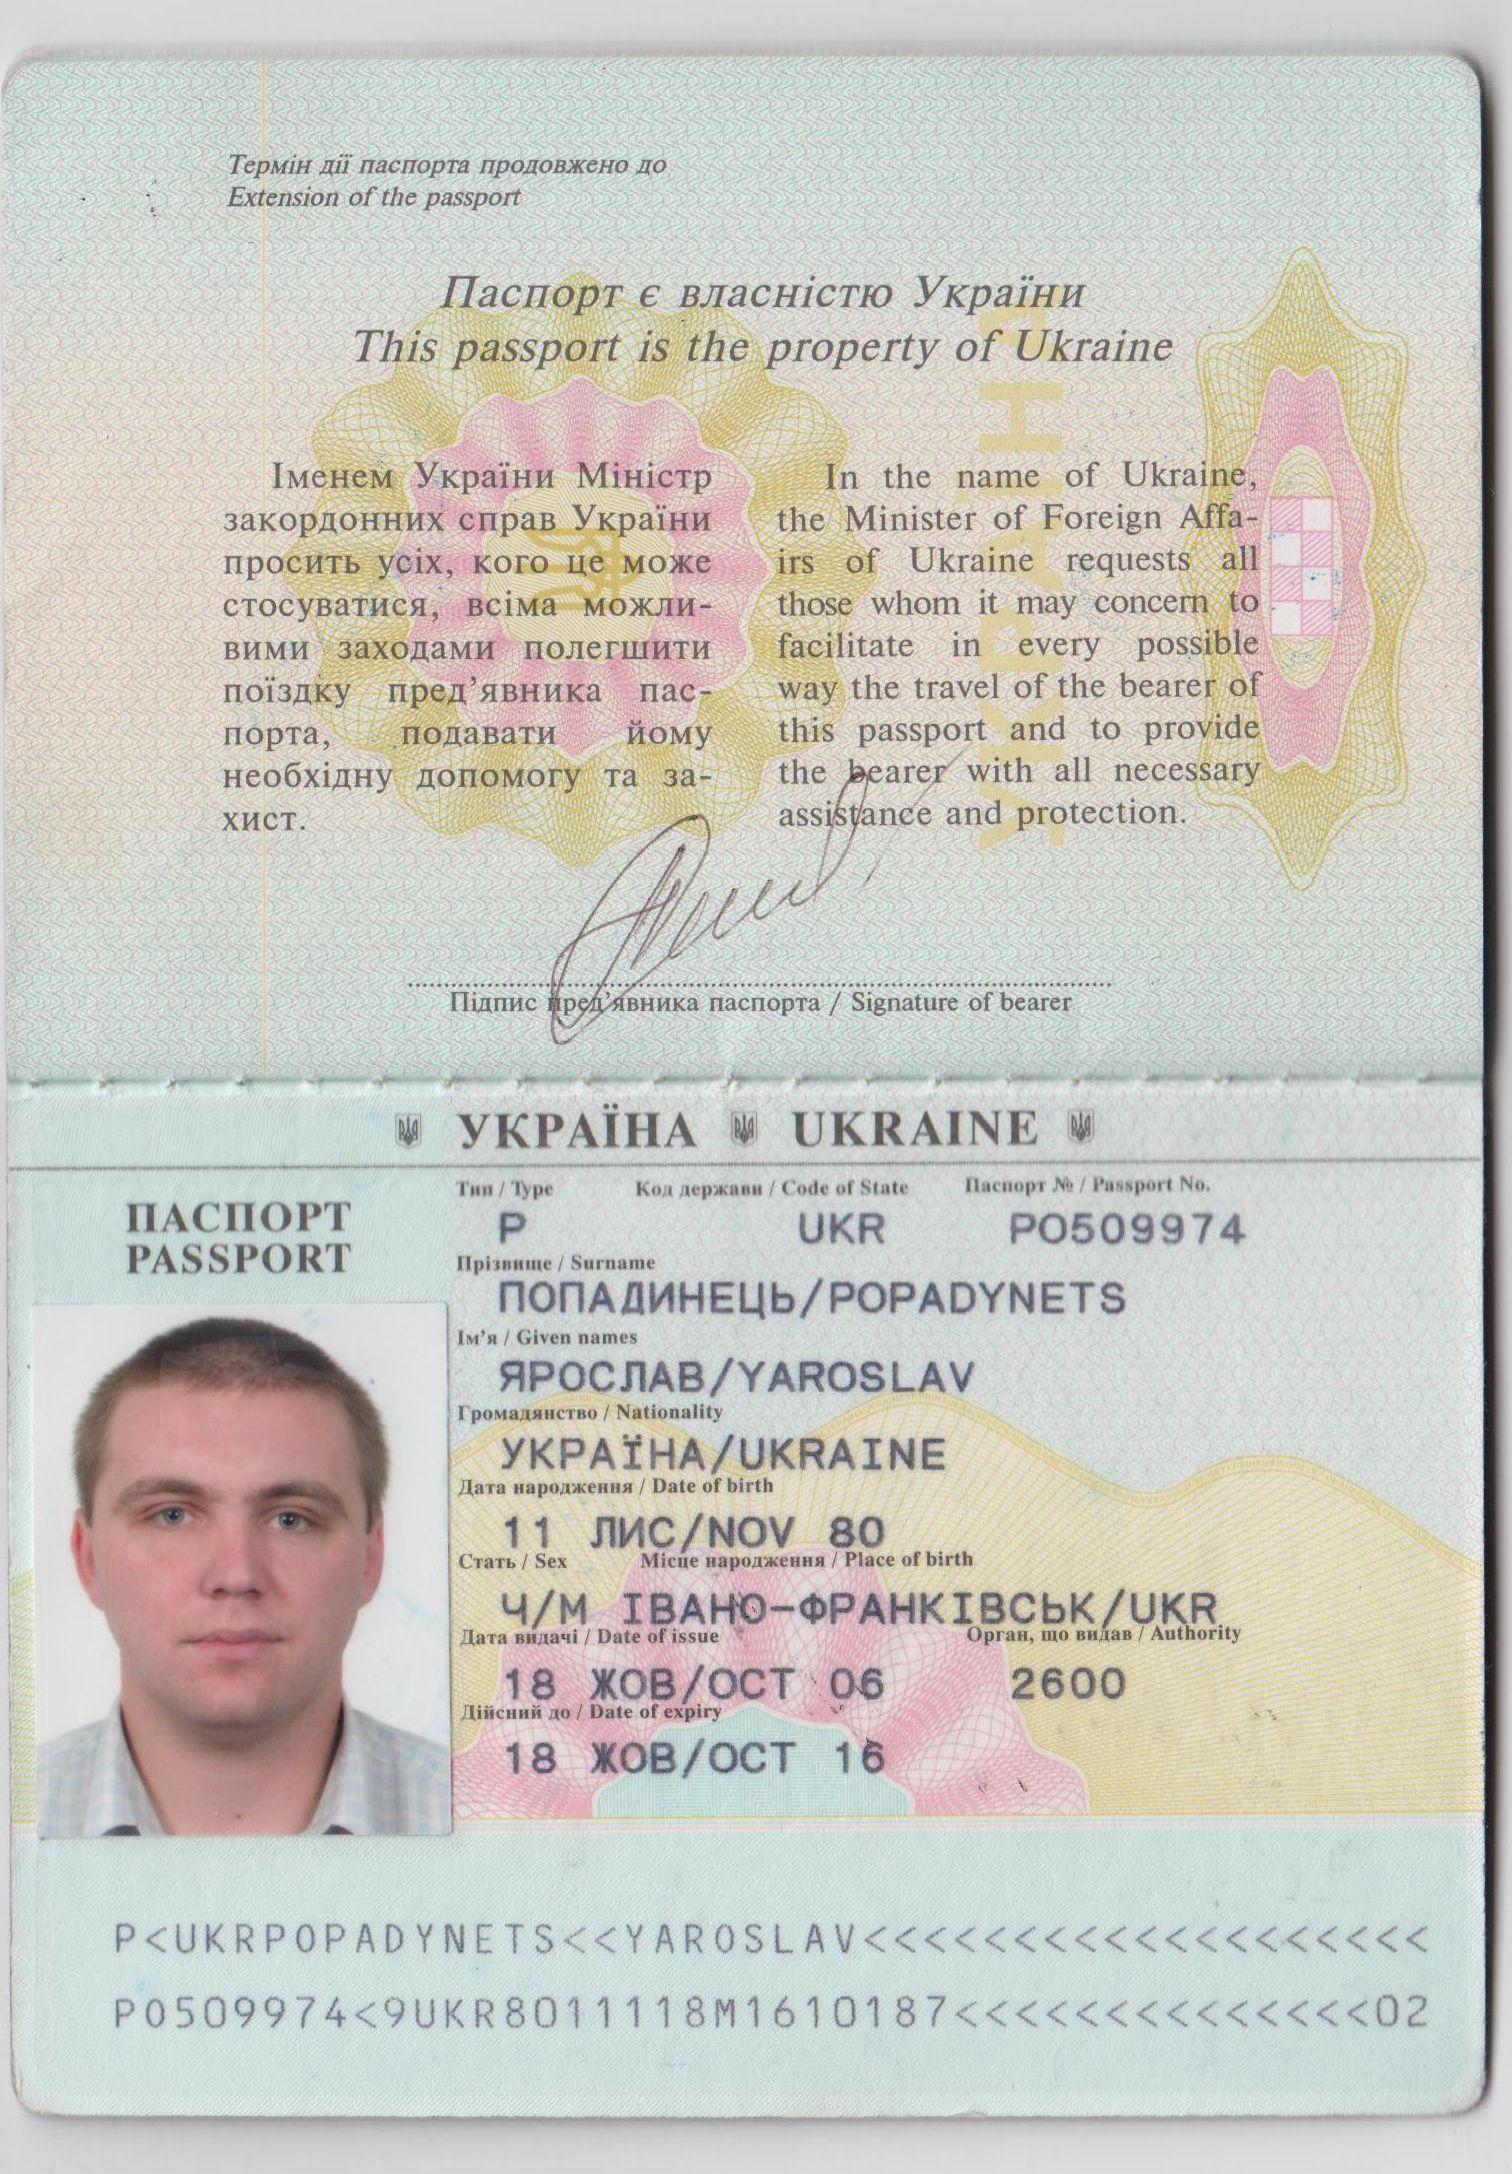 Термін дії паспорта продовжено до
Extension of the passport
Паспорт є власністю України
This passport is the property of Ukraine
Іменем України Міністр
закордонних справ України
просить усіх, кого це може
стосуватися, всіма можли-
вими заходами полегшити
поїздку пред’явника пас-
порта, подавати йому
необхідну допомогу та за-
хист.
In the name of Ukraine,
the Minister of Foreign Affa-
irs of Ukraine requests all
those whom it may concern to
facilitate in every possible
way the travel of the bearer of
this passport and to provide
the bearer with all necessary
assistance and protection.
УКРАЇНА
Підпис пред’явника паспорта / Signature of bearer
УКРАЇНА UKRAINE
ПАСПОРТ
PASSPORT
Тип / Type Код держави / Code of State Паспорт № / Passport No.
P UKR PO509974
Прізвище / Surname
ПОПАДИНЕЦЬ/POPADYNETS
Ім’я / Given names
ЯРОСЛАВ/YAROSLAV
Громадянство / Nationality
УКРАЇНА/UKRAINE
Дата народження / Date of birth
11 ЛИС/NOV 80
Стать / Sex Місце народження / Place of birth
Ч/M ІВАНО-ФРАНКІВСЬК/UKR
Дата видачі / Date of issue Орган, що видав / Authority
18 ЖОВ/OCT 06 2600
Дійсний до / Date of expiry
18 ЖОВ/OCT 16
P<UKRPOPADYNETS<<YAROSLAV<<<<<<<<<<<<<<<<<<<
PO509974<9UKR8011118M1610187<<<<<<<<<<<<<<02